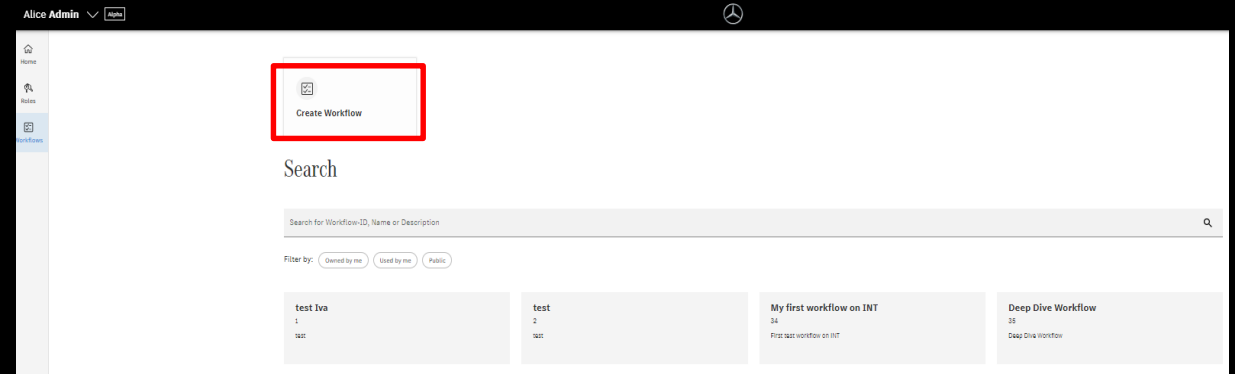 Alice Admin Alpha
Home
Roles
Workflows
Create Workflow
Search
Search for Workflow-ID, Name or Description
Filter by: Owned by me Used by me Public
test Iva
1
test
test
2
test
My first workflow on INT
34
First test workflow on INT
Deep Dive Workflow
35
Deep Dive Workflow